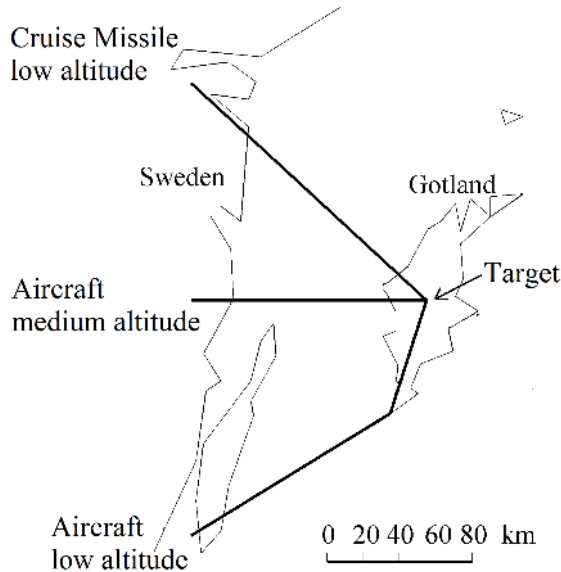 Cruise Missile
low altitude
Sweden
Gotland
Target
Aircraft
medium altitude
Aircraft
low altitude
0 20 40 60 80 km